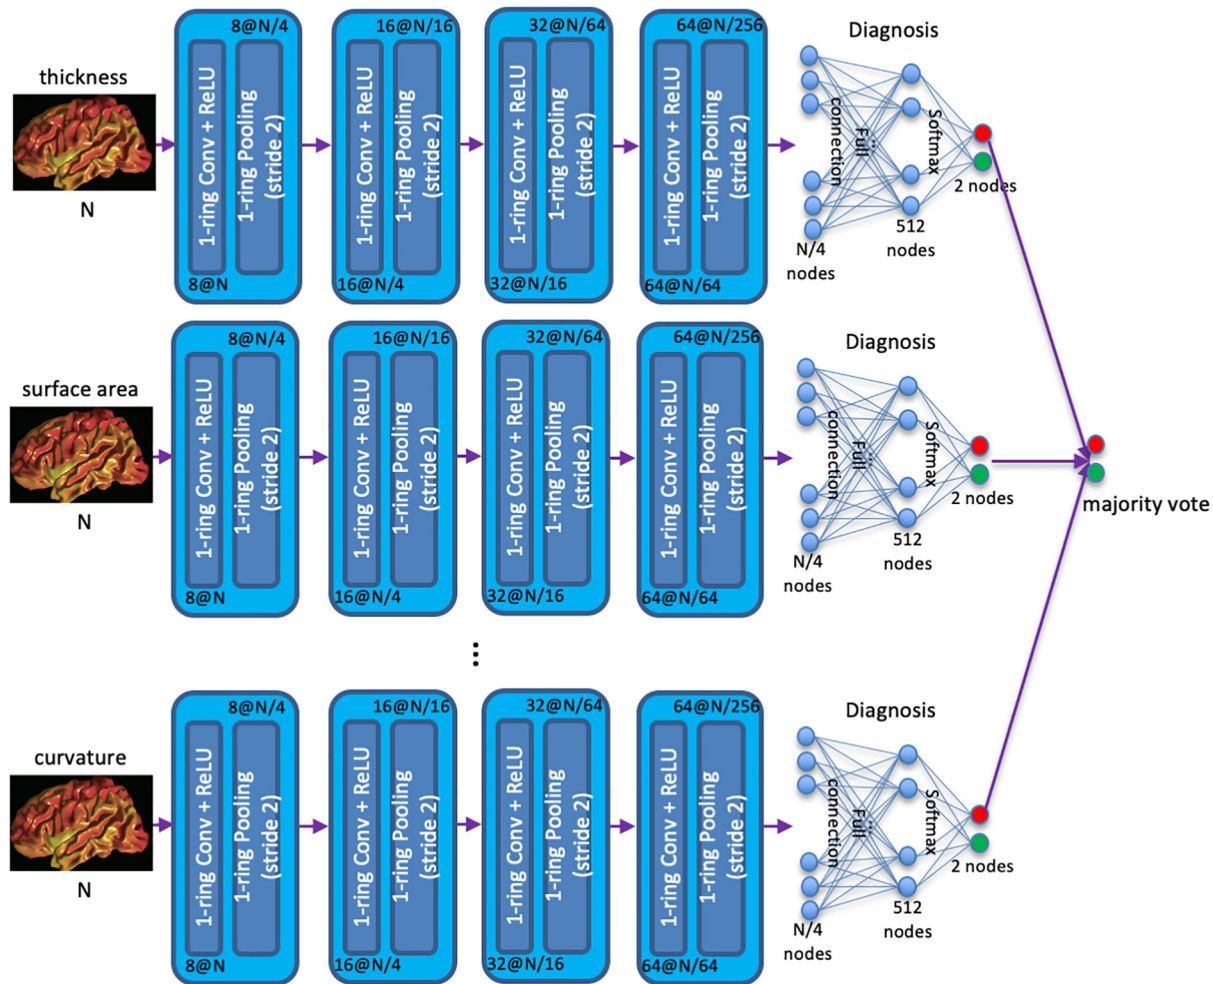 thickness
N
8@N/4
1-ring Conv + ReLU
1-ring Pooling
(stride 2)
8@N
16@N/16
1-ring Conv + ReLU
1-ring Pooling
(stride 2)
16@N/4
32@N/64
1-ring Conv + ReLU
1-ring Pooling
(stride 2)
32@N/16
64@N/256
1-ring Conv + ReLU
1-ring Pooling
(stride 2)
64@N/64
Diagnosis
Full
connection
Softmax
N/4
nodes
512
nodes
2 nodes
surface area
N
8@N/4
1-ring Conv + ReLU
1-ring Pooling
(stride 2)
8@N
16@N/16
1-ring Conv + ReLU
1-ring Pooling
(stride 2)
16@N/4
32@N/64
1-ring Conv + ReLU
1-ring Pooling
(stride 2)
32@N/16
64@N/256
1-ring Conv + ReLU
1-ring Pooling
(stride 2)
64@N/64
Diagnosis
Full
connection
Softmax
N/4
nodes
512
nodes
2 nodes
majority vote
...
curvature
N
8@N/4
1-ring Conv + ReLU
1-ring Pooling
(stride 2)
8@N
16@N/16
1-ring Conv + ReLU
1-ring Pooling
(stride 2)
16@N/4
32@N/64
1-ring Conv + ReLU
1-ring Pooling
(stride 2)
32@N/16
64@N/256
1-ring Conv + ReLU
1-ring Pooling
(stride 2)
64@N/64
Diagnosis
Full
connection
Softmax
N/4
nodes
512
nodes
2 nodes